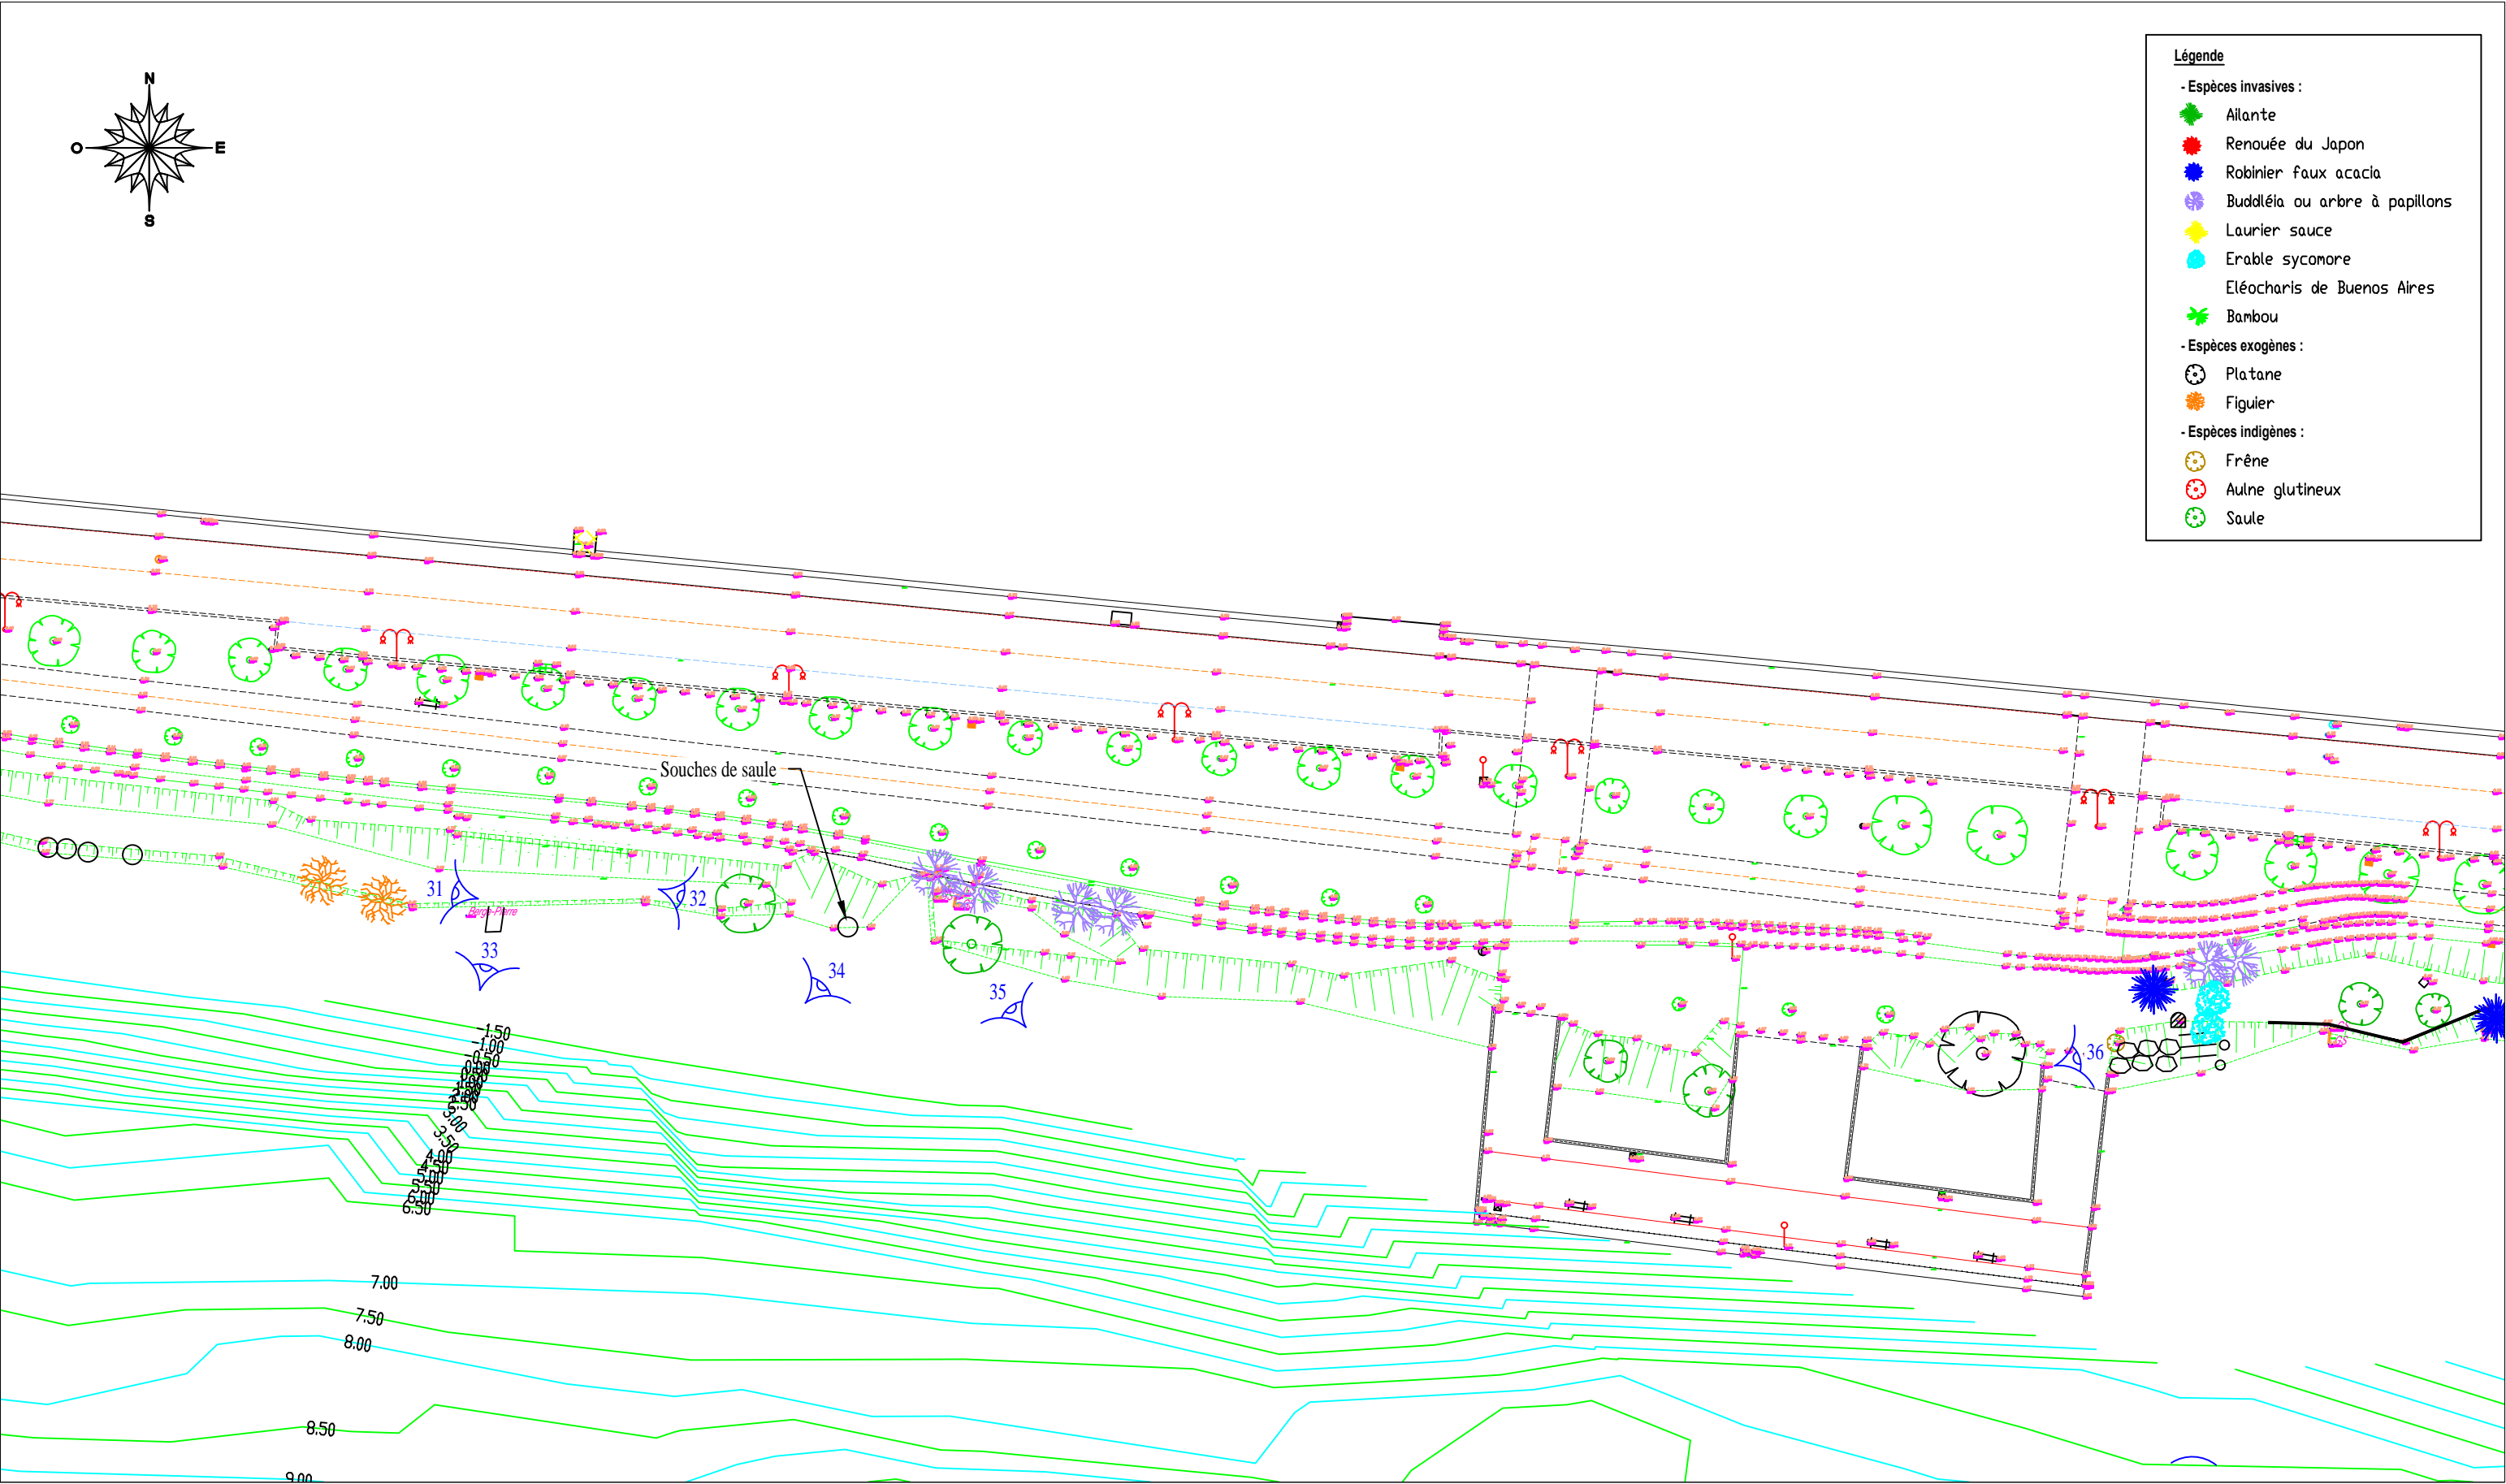 N
O
E
S
Légende
- Espèces invasives :
Ailante
Renouée du Japon
Robinier faux acacia
Buddléia ou arbre à papillons
Laurier sauce
Erable sycomore
Eléocharis de Buenos Aires
Bambou
- Espèces exogènes :
Platane
Figuier
- Espèces indigènes :
Frêne
Aulne glutineux
Saule
Souches de saule
31
32
33
34
35
36
-1.50
-1.00
-0.50
3.00
3.50
4.00
4.50
5.00
5.50
6.00
6.50
7.00
7.50
8.00
8.50
9.00